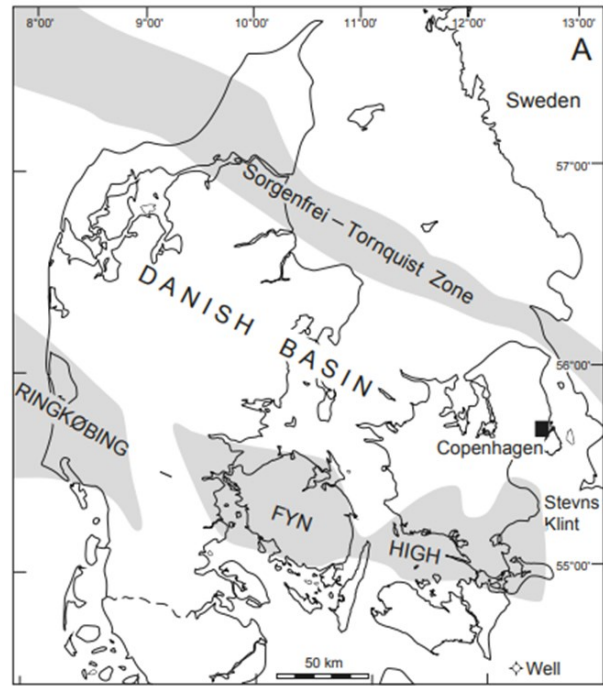 8°00'
9°00'
10°00'
11°00'
12°00'
13°00'
A
Sweden
57°00'
Sorgenfrei – Tornquist Zone
DANISH BASIN
56°00'
RINGKØBING
Copenhagen
FYN
Stevns
Klint
HIGH
55°00'
50 km
Well